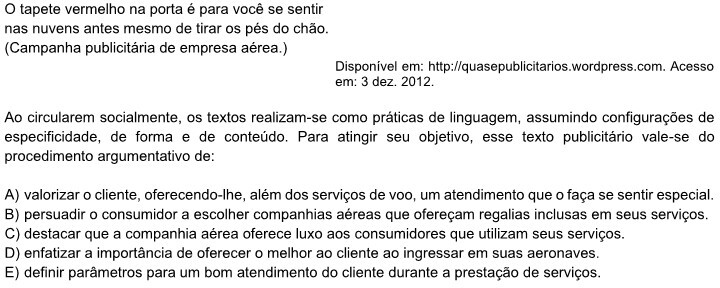 O tapete vermelho na porta é para você se sentir
nas nuvens antes mesmo de tirar os pés do chão.
(Campanha publicitária de empresa aérea.)
Disponível em: http://quasepublicitarios.wordpress.com. Acesso
em: 3 dez. 2012.
Ao circularem socialmente, os textos realizam-se como práticas de linguagem, assumindo configurações de
especificidade, de forma e de conteúdo. Para atingir seu objetivo, esse texto publicitário vale-se do
procedimento argumentativo de:
A) valorizar o cliente, oferecendo-lhe, além dos serviços de voo, um atendimento que o faça se sentir especial.
B) persuadir o consumidor a escolher companhias aéreas que ofereçam regalias inclusas em seus serviços.
C) destacar que a companhia aérea oferece luxo aos consumidores que utilizam seus serviços.
D) enfatizar a importância de oferecer o melhor ao cliente ao ingressar em suas aeronaves.
E) definir parâmetros para um bom atendimento do cliente durante a prestação de serviços.